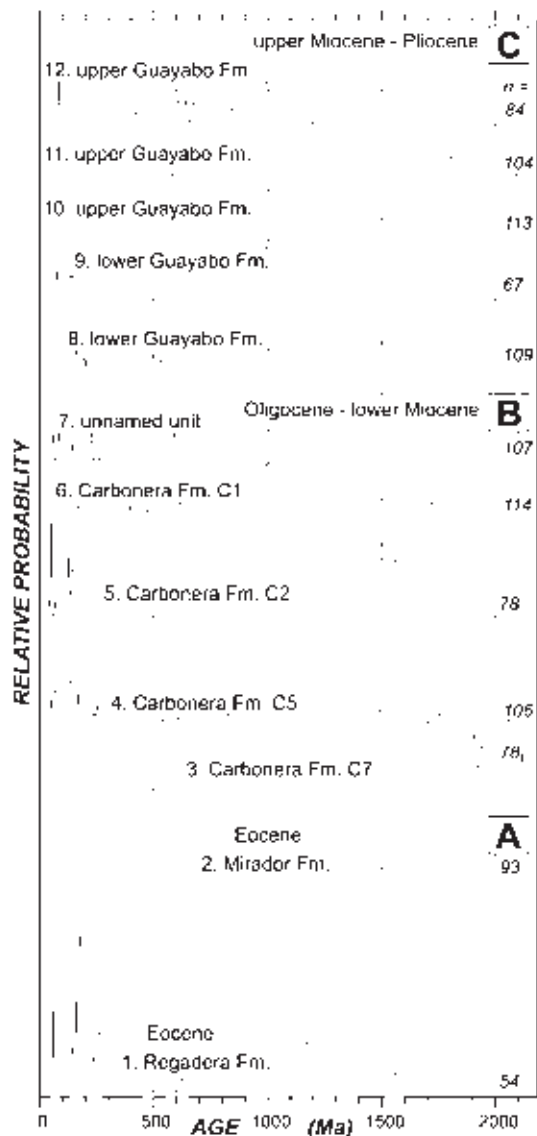 upper Miocene - Pliocene C
12. upper Guayabo Fm
n =
84
11. upper Guayabo Fm.
104
10 upper Guayabo Fm.
113
9. lower Guayabo Fm.
67
8. lower Guayabo Fm.
109
Oligocene - lower Miocene B
7. unnamed unit
107
6. Carbonera Fm. C1
114
5. Carbonera Fm. C2
78
4. Carbonera Fm C5
105
78
3 Carbonera Fm. C7
A
Eocene
2. Mirador Fm.
93
Eocene
1. Regadera Fm.
54
RELATIVE PROBABILITY
0 500 1000 1500 2000
AGE (Ma)